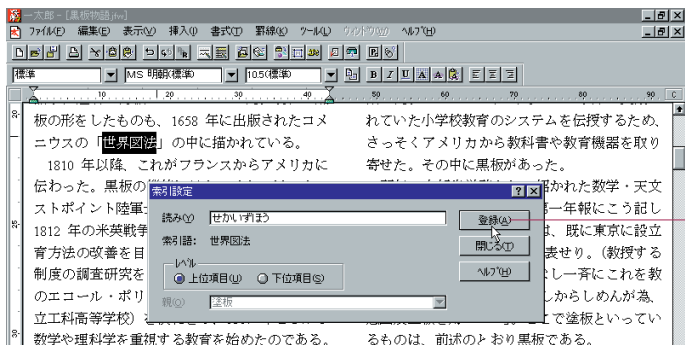 一太郎 - [黒板物語.jfw]
ファイル(F) 編集(E) 表示(V) 挿入(I) 書式(T) 罫線(K) ツール(L) ウィンドウ(W) ヘルプ(H)
標準 MS 明朝(標準) 10.5(標準) B I U A A
10 20 30 40 50 60 70 80 90 C
板の形をしたものも、1658 年に出版されたコメ
ニウスの「世界図法」の中に描かれている。
1810 年以降、これがフランスからアメリカに
伝わった。黒板の
ストポイント陸軍士
1812 年の米英戦争
育方法の改善を目
制度の調査研究を
のエコール・ポリ
立工科高等学校)
数学や理科学を重視する教育を始めたのである。
れていた小学校教育のシステムを伝授するため、
さっそくアメリカから教科書や教育機器を取り
寄せた。その中に黒板があった。
かれた数学・天文
第一年報にこう記し
は、既に東京に設立
表せり。(教授する
し一斉にこれを教
しからしめんが為、
で塗板といってい
るものは、前述のとおり黒板である。
索引設定
読み(Y) せかいずほう
登録(A)
索引語: 世界図法
閉じる(T)
レベル
上位項目(U) 下位項目(S)
ヘルプ(H)
親(O) 塗板